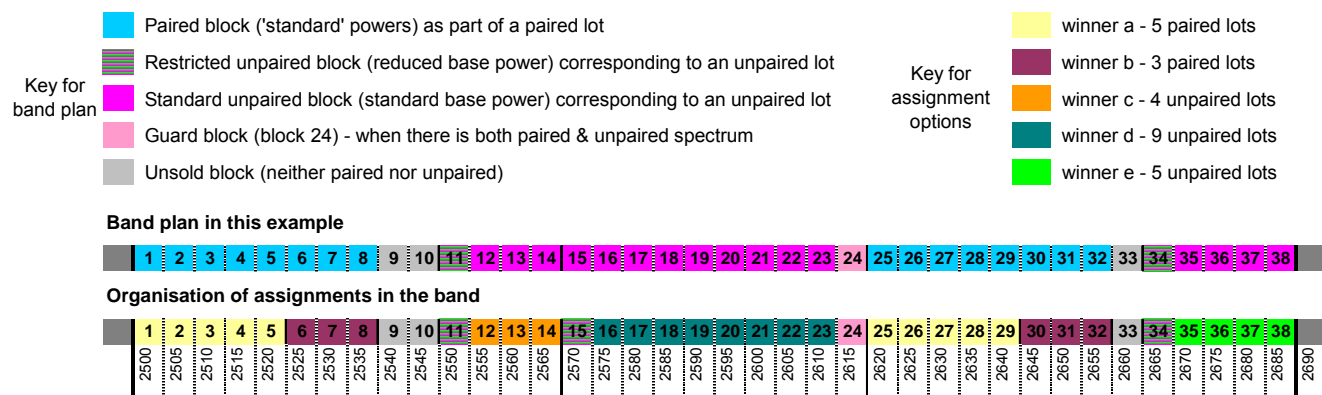 Key for band plan
Paired block ('standard' powers) as part of a paired lot
Restricted unpaired block (reduced base power) corresponding to an unpaired lot
Standard unpaired block (standard base power) corresponding to an unpaired lot
Guard block (block 24) - when there is both paired & unpaired spectrum
Unsold block (neither paired nor unpaired)
Key for assignment options
winner a - 5 paired lots
winner b - 3 paired lots
winner c - 4 unpaired lots
winner d - 9 unpaired lots
winner e - 5 unpaired lots
Band plan in this example
1 2 3 4 5 6 7 8 9 10 11 12 13 14 15 16 17 18 19 20 21 22 23 24 25 26 27 28 29 30 31 32 33 34 35 36 37 38
Organisation of assignments in the band
1 2 3 4 5 6 7 8 9 10 11 12 13 14 15 16 17 18 19 20 21 22 23 24 25 26 27 28 29 30 31 32 33 34 35 36 37 38
2500 2505 2510 2515 2520 2525 2530 2535 2540 2545 2550 2555 2560 2565 2570 2575 2580 2585 2590 2595 2600 2605 2610 2615 2620 2625 2630 2635 2640 2645 2650 2655 2660 2665 2670 2675 2680 2685 2690